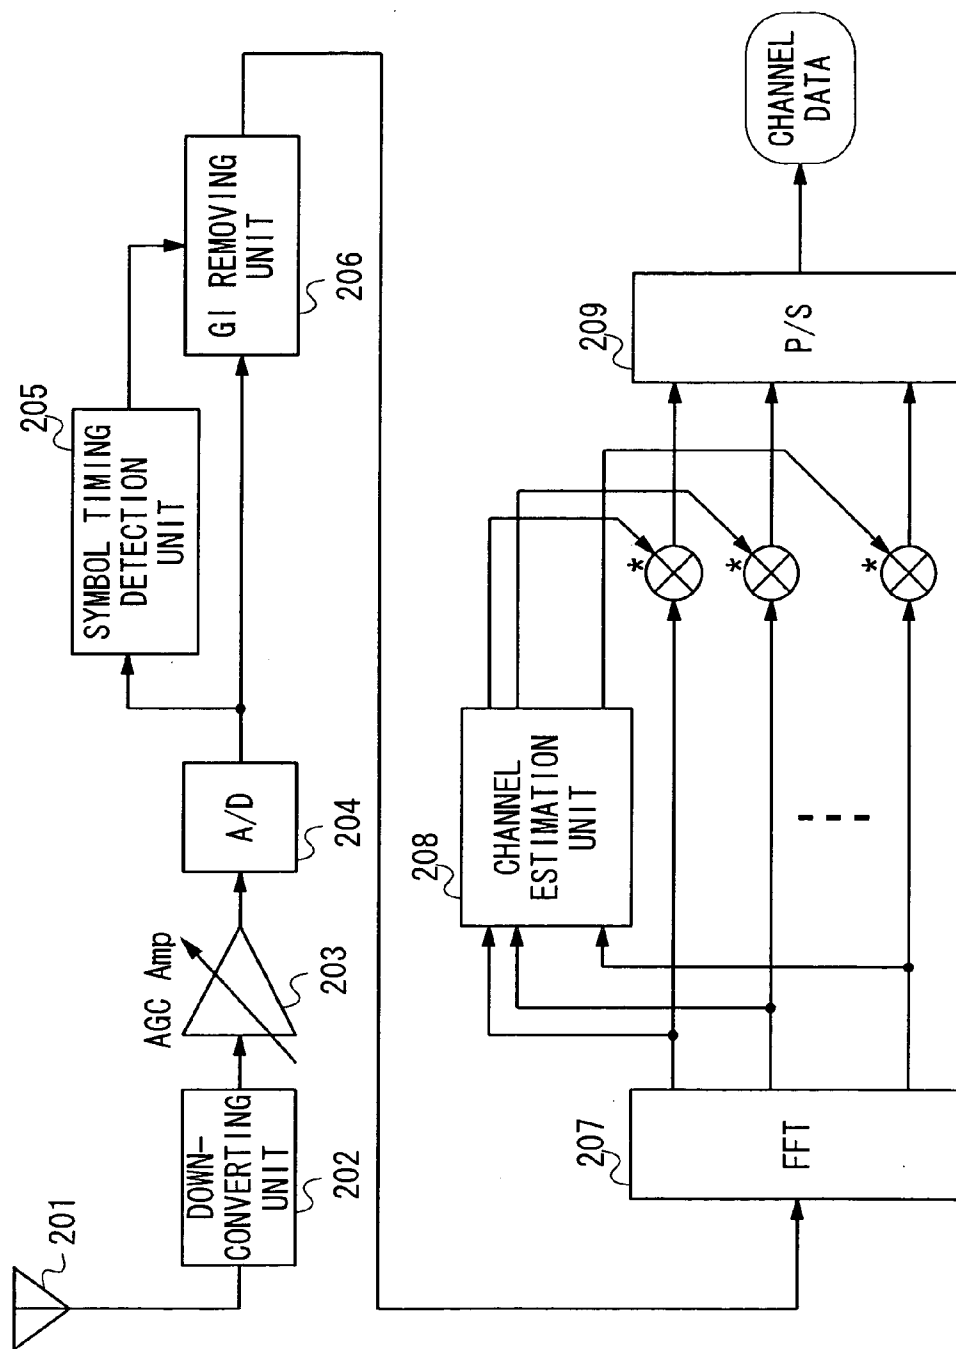 201
DOWN-
CONVERTING
UNIT
202
AGC Amp
203
A/D
204
SYMBOL TIMING
DETECTION
UNIT
205
GI REMOVING
UNIT
206
FFT
207
CHANNEL
ESTIMATION
UNIT
208
*
*
*
P/S
209
CHANNEL
DATA